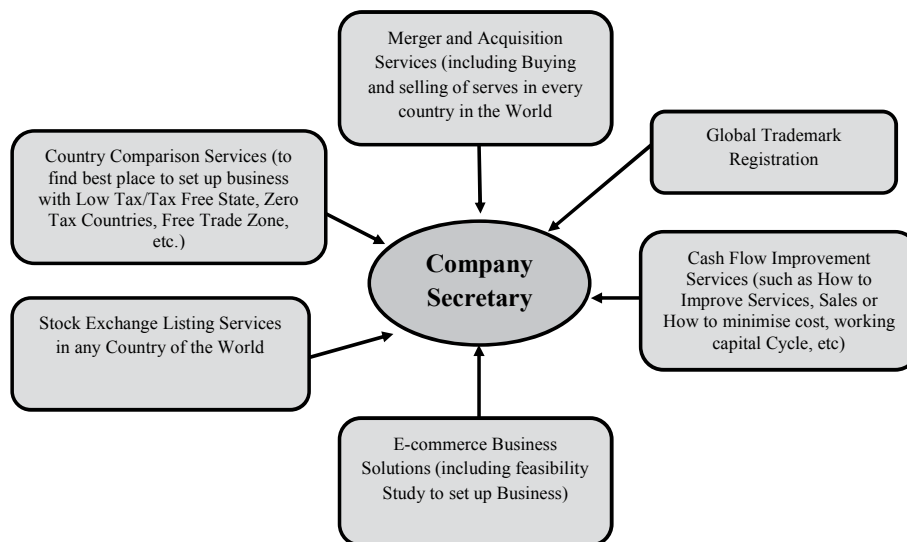 Merger and Acquisition
Services (including Buying
and selling of serves in every
country in the World
Global Trademark
Registration
Country Comparison Services (to
find best place to set up business
with Low Tax/Tax Free State, Zero
Tax Countries, Free Trade Zone,
etc.)
Company
Secretary
Cash Flow Improvement
Services (such as How to
Improve Services, Sales or
How to minimise cost, working
capital Cycle, etc)
Stock Exchange Listing Services
in any Country of the World
E-commerce Business
Solutions (including feasibility
Study to set up Business)